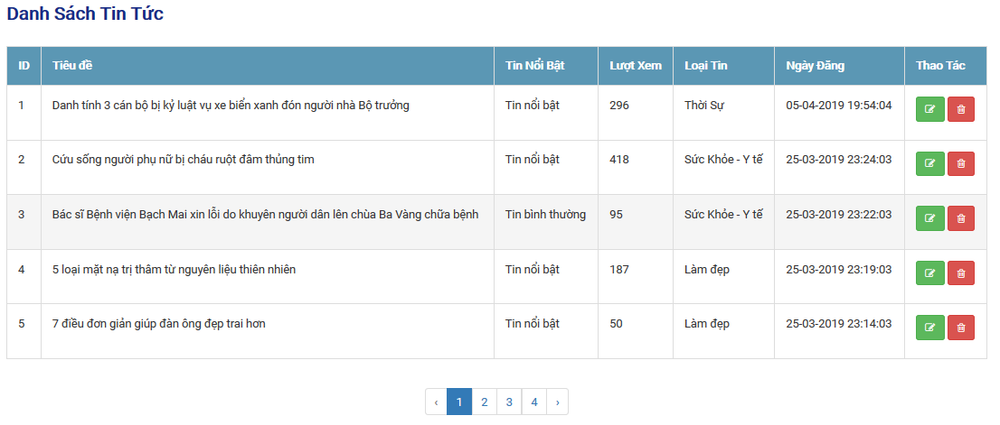 Danh Sách Tin Tức
ID Tiêu đề Tin Nổi Bật Lượt Xem Loại Tin Ngày Đăng Thao Tác
1 Danh tính 3 cán bộ bị kỷ luật vụ xe biển xanh đón người nhà Bộ trưởng Tin nổi bật 296 Thời Sự 05-04-2019 19:54:04
2 Cứu sống người phụ nữ bị cháu ruột đâm thủng tim Tin nổi bật 418 Sức Khỏe - Y tế 25-03-2019 23:24:03
3 Bác sĩ Bệnh viện Bạch Mai xin lỗi do khuyên người dân lên chùa Ba Vàng chữa bệnh Tin bình thường 95 Sức Khỏe - Y tế 25-03-2019 23:22:03
4 5 loại mặt nạ trị thâm từ nguyên liệu thiên nhiên Tin nổi bật 187 Làm đẹp 25-03-2019 23:19:03
5 7 điều đơn giản giúp đàn ông đẹp trai hơn Tin nổi bật 50 Làm đẹp 25-03-2019 23:14:03
‹ 1 2 3 4 ›